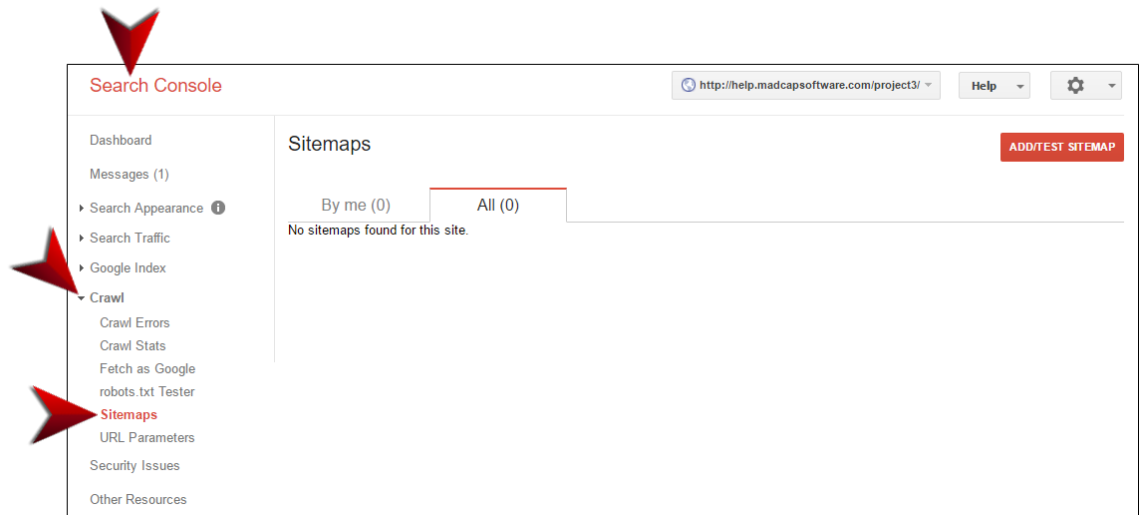 Search Console
http://help.madcapsoftware.com/project3/
Help
Dashboard
Messages (1)
Search Appearance
Search Traffic
Google Index
Crawl
Crawl Errors
Crawl Stats
Fetch as Google
robots.txt Tester
Sitemaps
URL Parameters
Security Issues
Other Resources
Sitemaps
ADD/TEST SITEMAP
By me (0)
All (0)
No sitemaps found for this site.